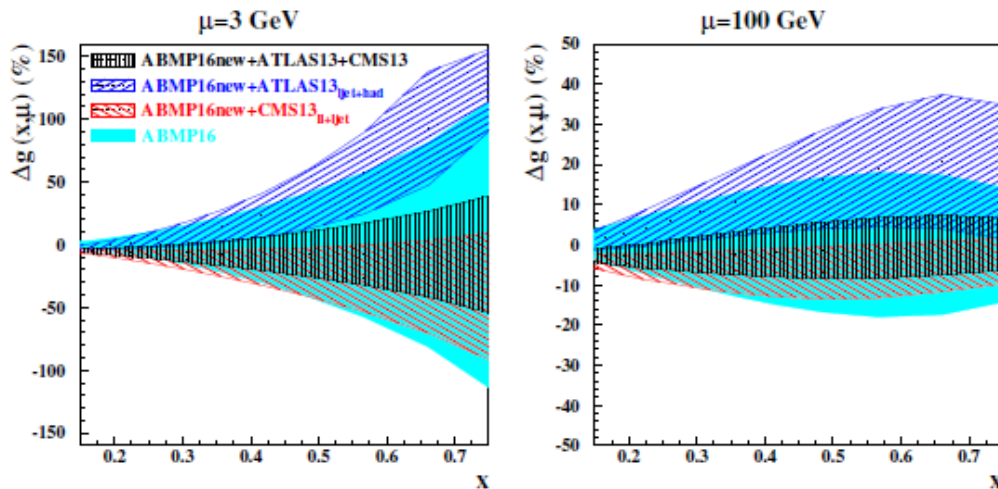 μ=3 GeV
Δg (x,μ) (%)
150
100
50
0
-50
-100
-150
ABMP16new+ATLAS13+CMS13
ABMP16new+ATLAS13ljet+had
ABMP16new+CMS13ll+ljet
ABMP16
0.2 0.3 0.4 0.5 0.6 0.7
x
μ=100 GeV
Δg (x,μ) (%)
50
40
30
20
10
0
-10
-20
-30
-40
-50
0.2 0.3 0.4 0.5 0.6 0.7
x